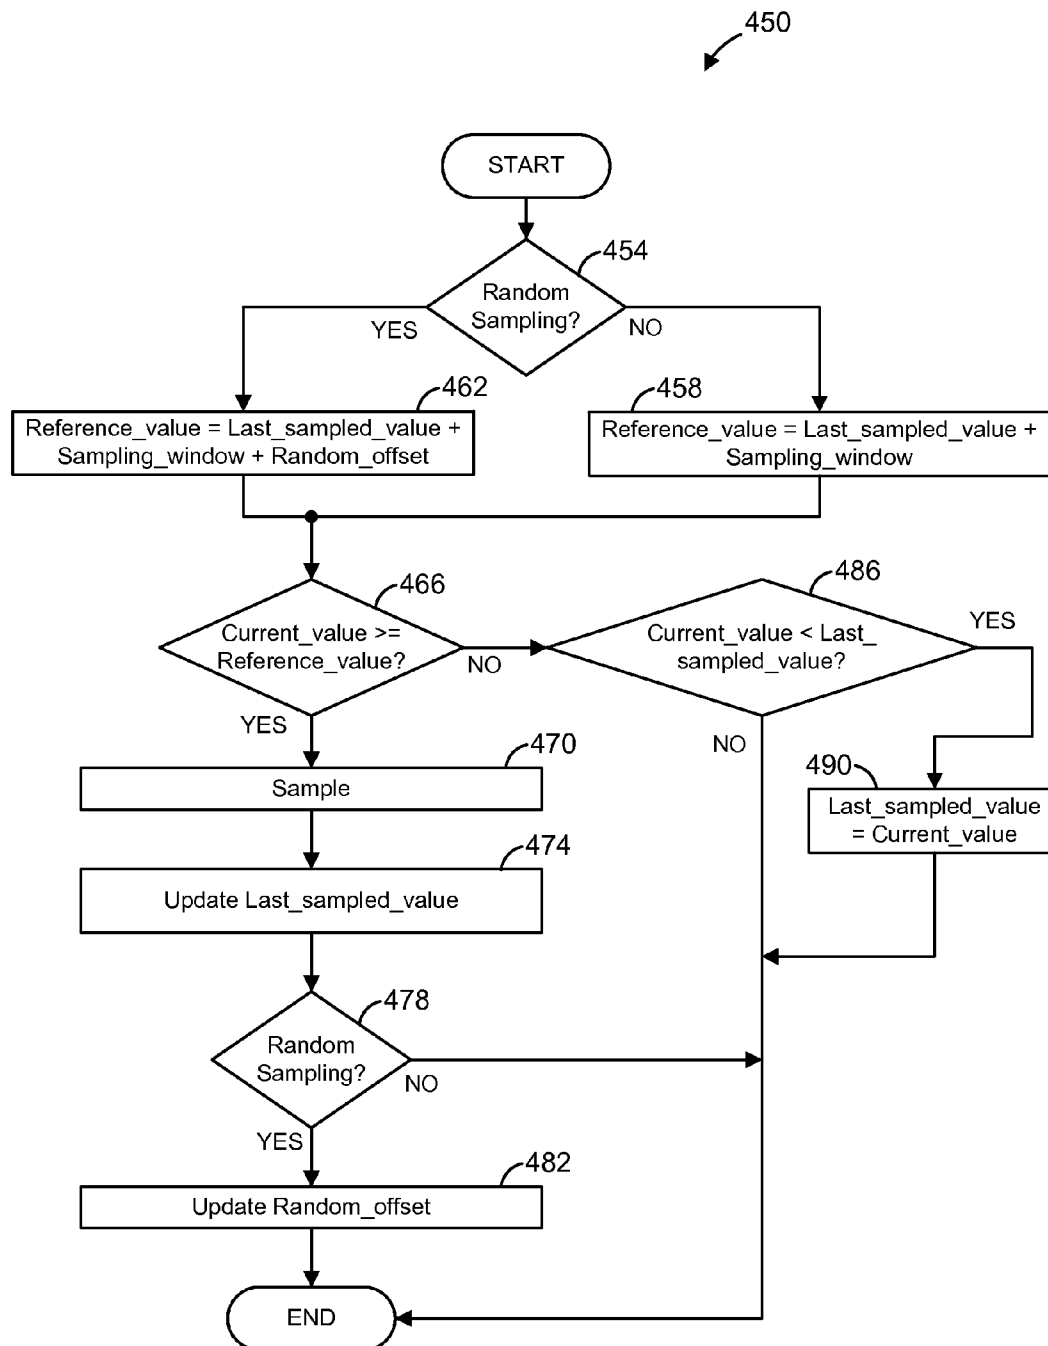 450
START
454
Random
Sampling?
YES
NO
462
Reference_value = Last_sampled_value +
Sampling_window + Random_offset
458
Reference_value = Last_sampled_value +
Sampling_window
466
Current_value >=
Reference_value?
NO
YES
486
Current_value < Last_
sampled_value?
YES
NO
470
Sample
490
Last_sampled_value
= Current_value
474
Update Last_sampled_value
478
Random
Sampling?
NO
YES
482
Update Random_offset
END